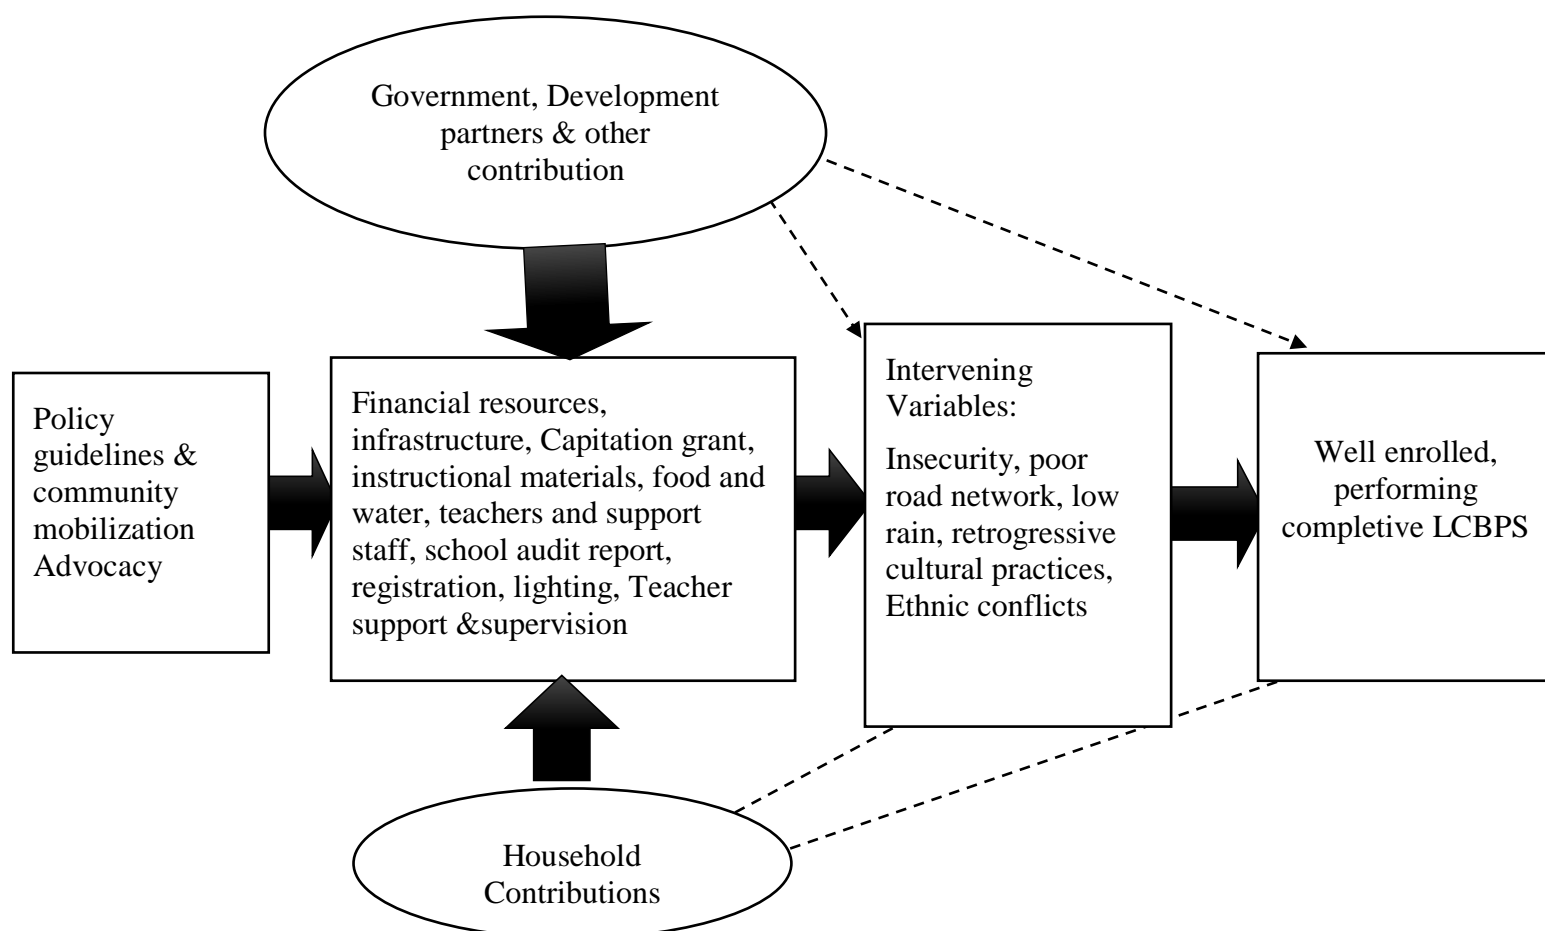 Government, Development
partners & other
contribution
Policy
guidelines &
community
mobilization
Advocacy
Financial resources,
infrastructure, Capitation grant,
instructional materials, food and
water, teachers and support
staff, school audit report,
registration, lighting, Teacher
support &supervision
Intervening
Variables:
Insecurity, poor
road network, low
rain, retrogressive
cultural practices,
Ethnic conflicts
Well enrolled,
performing
completive LCBPS
Household
Contributions